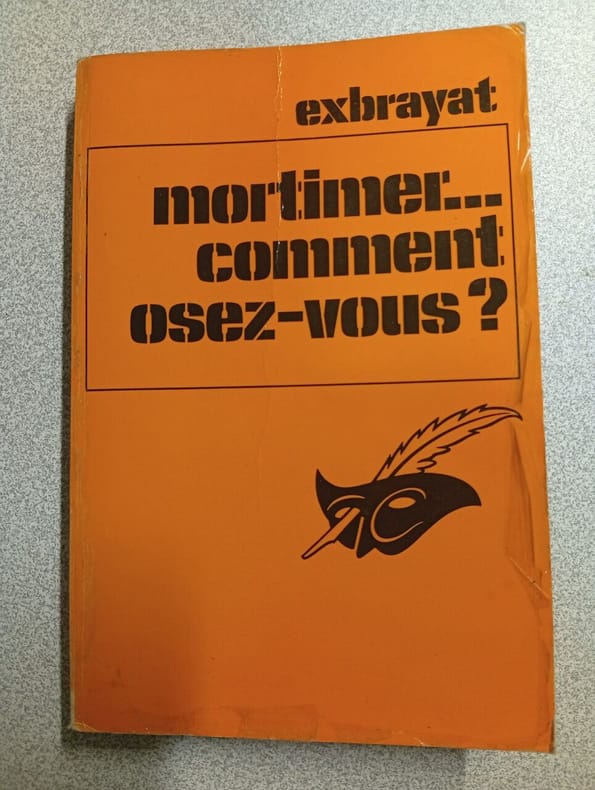 exbrayat
mortimer...
comment
osez-vous?